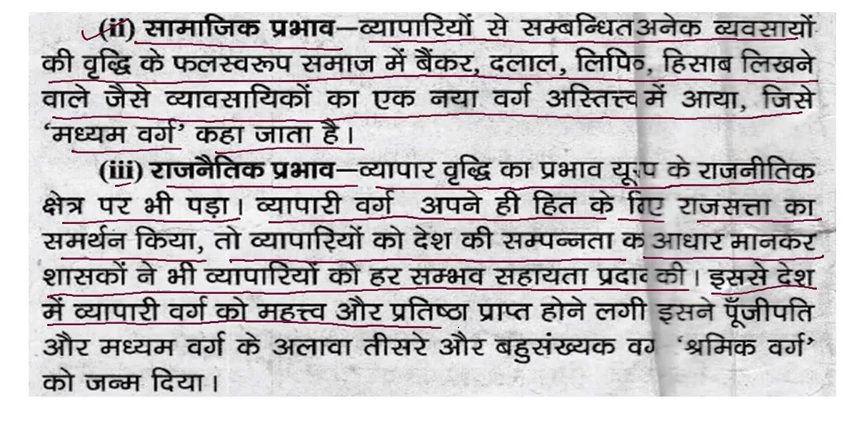 (ii) सामाजिक प्रभाव–व्यापारियों से सम्बन्धित अनेक व्यवसायों
की वृद्धि के फलस्वरूप समाज में बैंकर, दलाल, लिपिक, हिसाब लिखने
वाले जैसे व्यावसायिकों का एक नया वर्ग अस्तित्त्व में आया, जिसे
‘मध्यम वर्ग’ कहा जाता है।
(iii) राजनैतिक प्रभाव–व्यापार वृद्धि का प्रभाव यूरोप के राजनीतिक
क्षेत्र पर भी पड़ा। व्यापारी वर्ग अपने ही हित के लिए राजसत्ता का
समर्थन किया, तो व्यापारियों को देश की सम्पन्नता का आधार मानकर
शासकों ने भी व्यापारियों को हर सम्भव सहायता प्रदान की। इससे देश
में व्यापारी वर्ग को महत्त्व और प्रतिष्ठा प्राप्त होने लगी इसने पूँजीपति
और मध्यम वर्ग के अलावा तीसरे और बहुसंख्यक वर्ग ‘श्रमिक वर्ग’
को जन्म दिया।